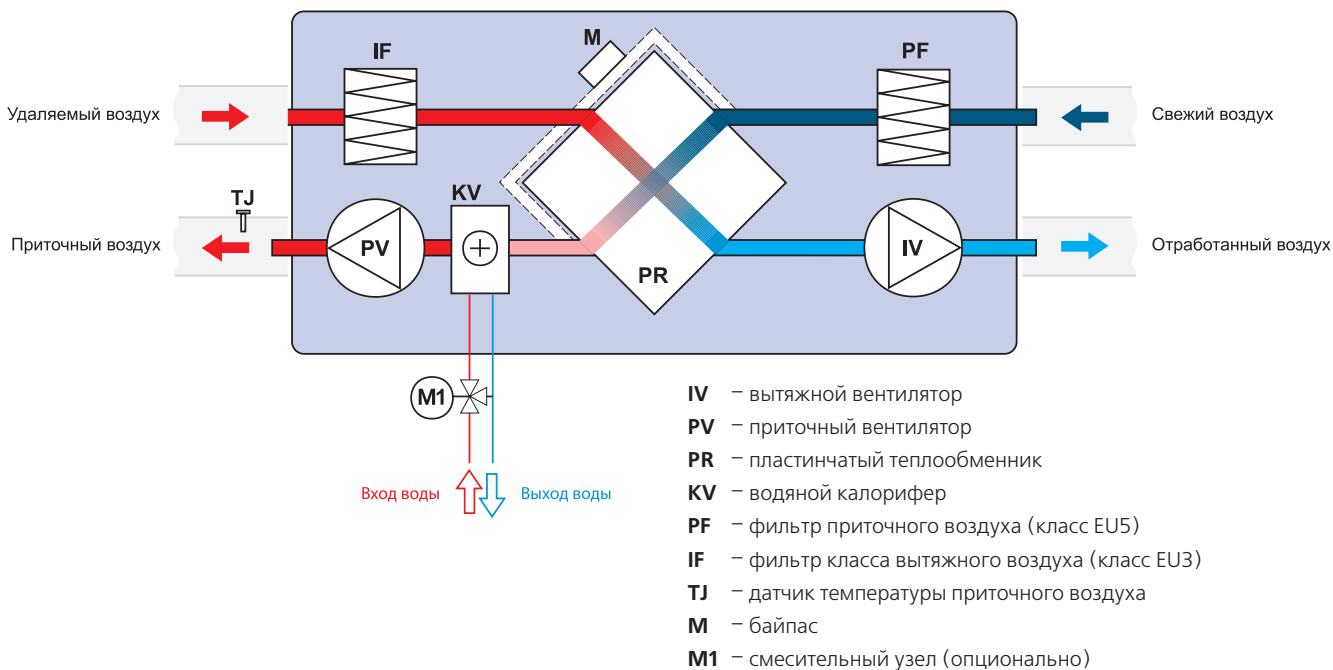 IF
M
PF
Удаляемый воздух
Свежий воздух
TJ
KV
Приточный воздух
PV
PR
IV
Отработанный воздух
M1
Вход воды
Выход воды
IV – вытяжной вентилятор
PV – приточный вентилятор
PR – пластинчатый теплообменник
KV – водяной калорифер
PF – фильтр приточного воздуха (класс EU5)
IF – фильтр класса вытяжного воздуха (класс EU3)
TJ – датчик температуры приточного воздуха
M – байпас
M1 – смесительный узел (опционально)